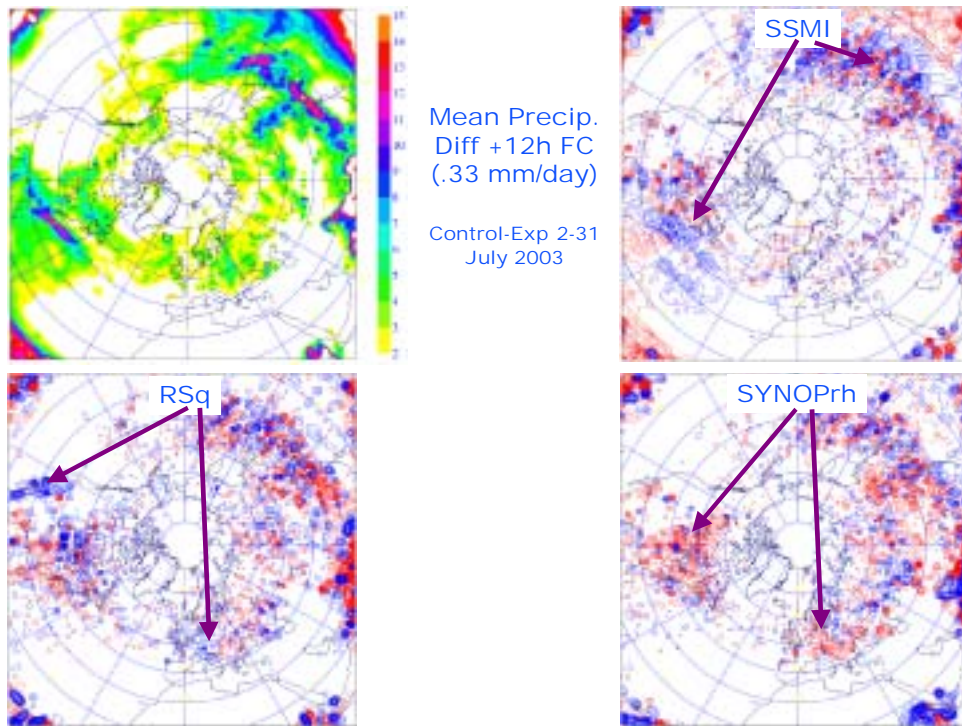 SSMI
Mean Precip.
Diff +12h FC
(.33 mm/day)
Control-Exp 2-31
July 2003
RSq
SYNOPrh